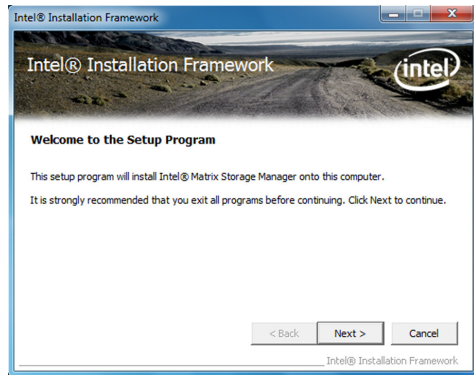 Intel® Installation Framework
Intel® Installation Framework
intel
Welcome to the Setup Program
This setup program will install Intel® Matrix Storage Manager onto this computer.
It is strongly recommended that you exit all programs before continuing. Click Next to continue.
< Back Next > Cancel
Intel® Installation Framework